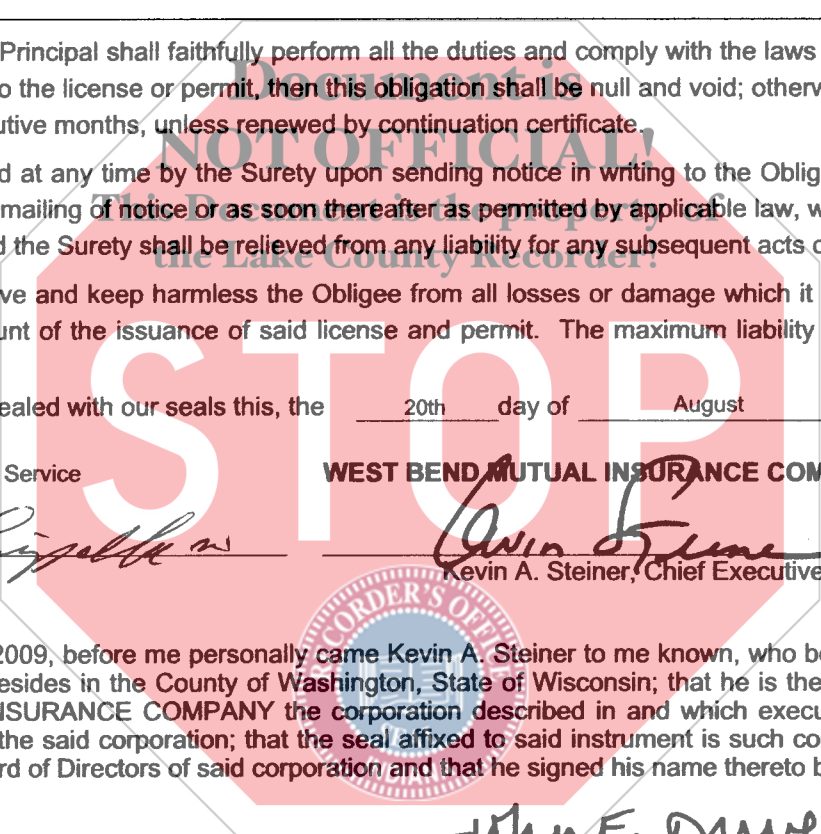 Principal shall faithfully perform all the duties and comply with the laws
o the license or permit, then this obligation shall be null and void; otherw
utive months, unless renewed by continuation certificate.
Document is
NOT OFFICIAL!
This Document is the property of
the Lake County Recorder!
d at any time by the Surety upon sending notice in writing to the Oblig
mailing of notice or as soon thereafter as permitted by applicable law, w
d the Surety shall be relieved from any liability for any subsequent acts o
ve and keep harmless the Obligee from all losses or damage which it
unt of the issuance of said license and permit. The maximum liability
STOP
ealed with our seals this, the 20th day of August
Service WEST BEND MUTUAL INSURANCE COM
Kevin Steiner
Kevin A. Steiner, Chief Executive
RECORDER'S OFFICE
2009, before me personally came Kevin A. Steiner to me known, who be
esides in the County of Washington, State of Wisconsin; that he is the
NSURANCE COMPANY the corporation described in and which execu
the said corporation; that the seal affixed to said instrument is such co
rd of Directors of said corporation and that he signed his name thereto b
INDIANA
John E.